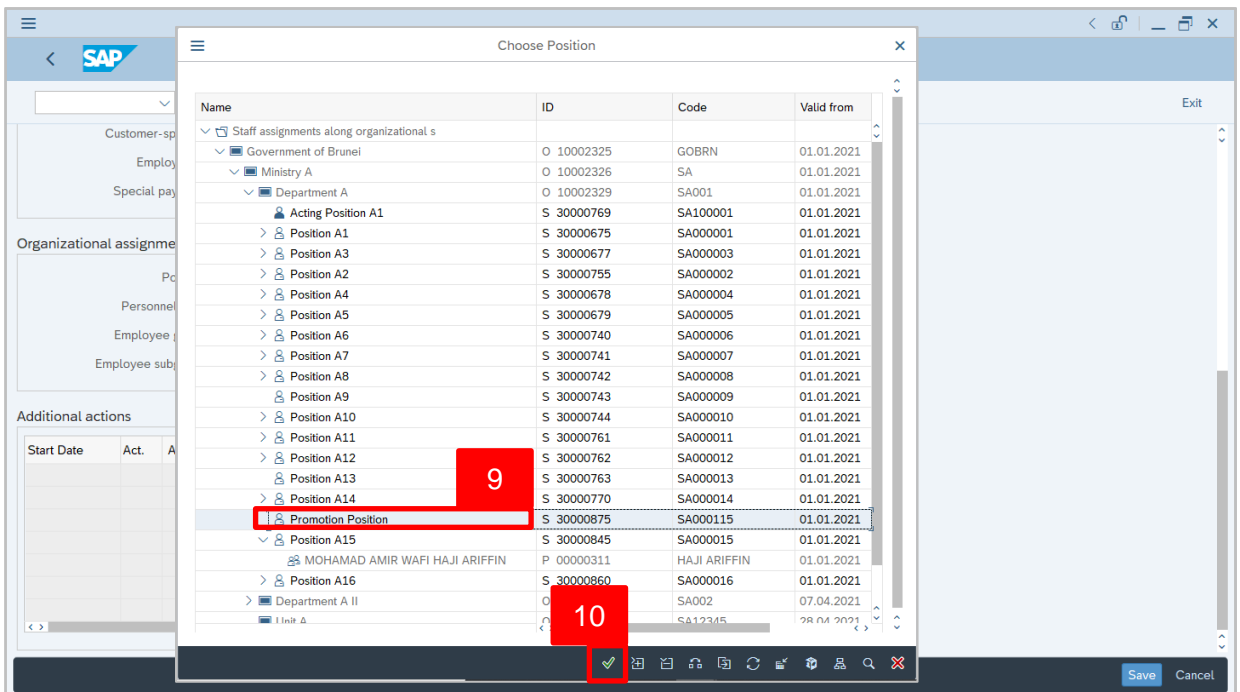 Choose Position
SAP
Exit
Name ID Code Valid from
Customer-sp
Staff assignments along organizational s
Government of Brunei O 10002325 GOBRN 01.01.2021
Employ
Ministry A O 10002326 SA 01.01.2021
Special pay
Department A O 10002329 SA001 01.01.2021
Acting Position A1 S 30000769 SA100001 01.01.2021
Position A1 S 30000675 SA000001 01.01.2021
Organizational assignme
Position A3 S 30000677 SA000003 01.01.2021
Po
Position A2 S 30000755 SA000002 01.01.2021
Position A4 S 30000678 SA000004 01.01.2021
Personnel
Position A5 S 30000679 SA000005 01.01.2021
Employee
Position A6 S 30000740 SA000006 01.01.2021
Position A7 S 30000741 SA000007 01.01.2021
Employee sub
Position A8 S 30000742 SA000008 01.01.2021
Position A9 S 30000743 SA000009 01.01.2021
Additional actions
Position A10 S 30000744 SA000010 01.01.2021
Position A11 S 30000761 SA000011 01.01.2021
Start Date Act. A
Position A12 S 30000762 SA000012 01.01.2021
9
Position A13 S 30000763 SA000013 01.01.2021
Position A14 S 30000770 SA000014 01.01.2021
Promotion Position S 30000875 SA000115 01.01.2021
Position A15 S 30000845 SA000015 01.01.2021
MOHAMAD AMIR WAFI HAJI ARIFFIN P 00000311 HAJI ARIFFIN 01.01.2021
Position A16 S 30000860 SA000016 01.01.2021
Department A II O SA002 07.04.2021
10
Unit A O SA12345 28.04.2021
Save Cancel